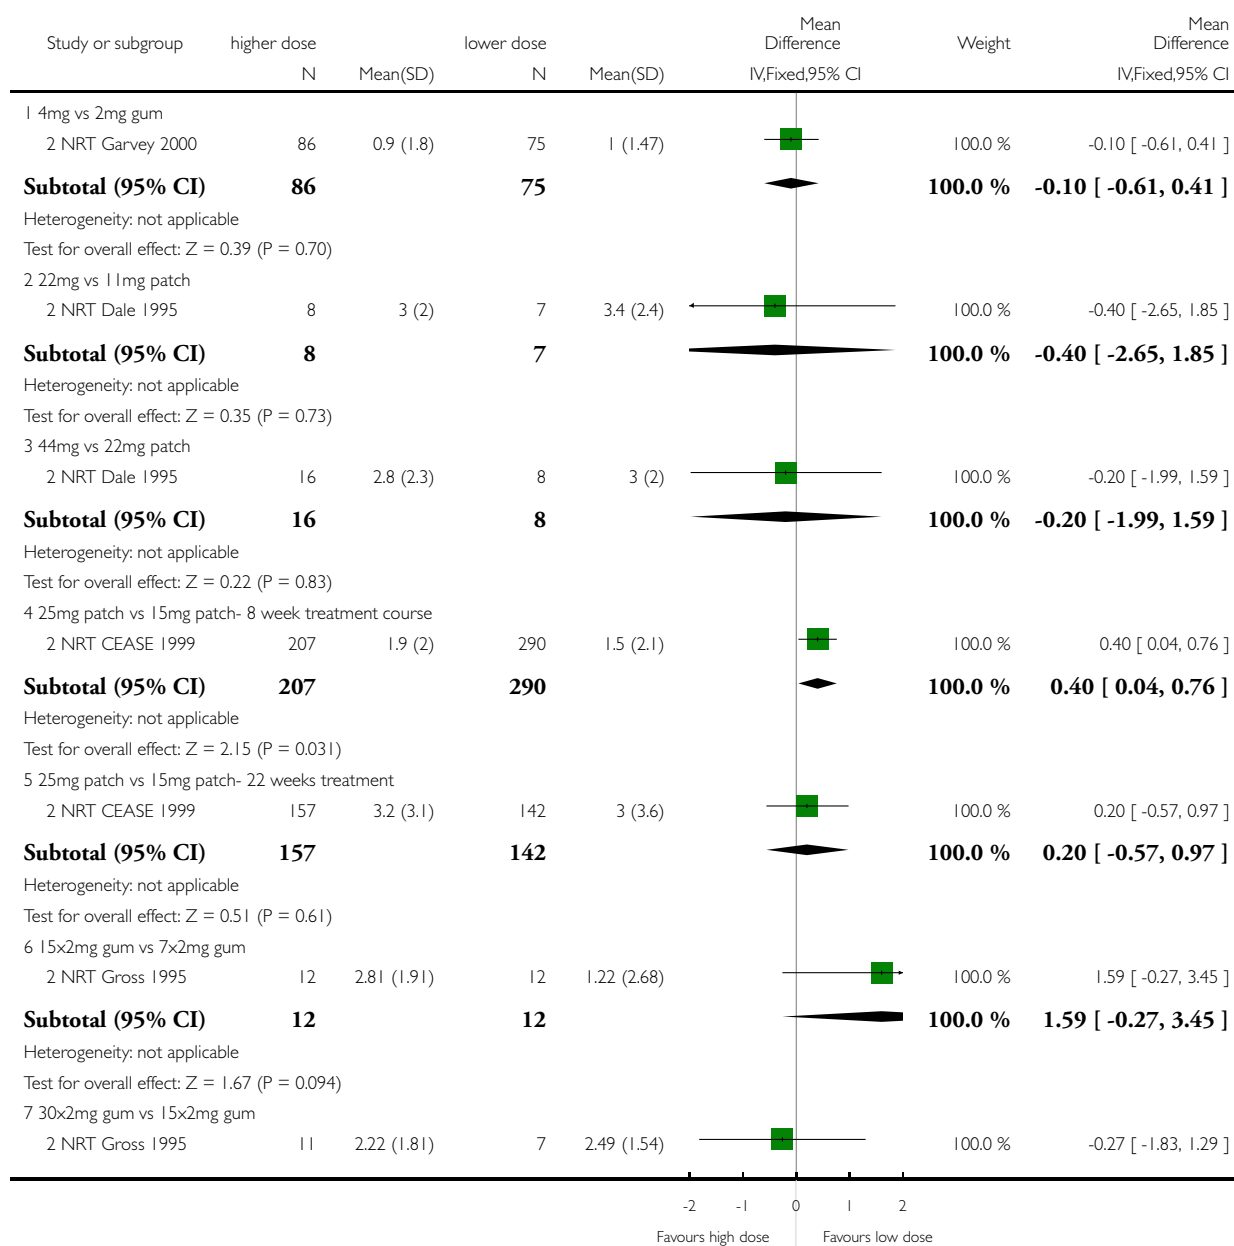 Study or subgroup higher dose lower dose Mean Difference Weight Mean Difference
N Mean(SD) N Mean(SD) IV,Fixed,95% CI IV,Fixed,95% CI
1 4mg vs 2mg gum
2 NRT Garvey 2000 86 0.9 (1.8) 75 1 (1.47) 100.0 % -0.10 [ -0.61, 0.41 ]
Subtotal (95% CI) 86 75 100.0 % -0.10 [ -0.61, 0.41 ]
Heterogeneity: not applicable
Test for overall effect: Z = 0.39 (P = 0.70)
2 22mg vs 11mg patch
2 NRT Dale 1995 8 3 (2) 7 3.4 (2.4) 100.0 % -0.40 [ -2.65, 1.85 ]
Subtotal (95% CI) 8 7 100.0 % -0.40 [ -2.65, 1.85 ]
Heterogeneity: not applicable
Test for overall effect: Z = 0.35 (P = 0.73)
3 44mg vs 22mg patch
2 NRT Dale 1995 16 2.8 (2.3) 8 3 (2) 100.0 % -0.20 [ -1.99, 1.59 ]
Subtotal (95% CI) 16 8 100.0 % -0.20 [ -1.99, 1.59 ]
Heterogeneity: not applicable
Test for overall effect: Z = 0.22 (P = 0.83)
4 25mg patch vs 15mg patch- 8 week treatment course
2 NRT CEASE 1999 207 1.9 (2) 290 1.5 (2.1) 100.0 % 0.40 [ 0.04, 0.76 ]
Subtotal (95% CI) 207 290 100.0 % 0.40 [ 0.04, 0.76 ]
Heterogeneity: not applicable
Test for overall effect: Z = 2.15 (P = 0.031)
5 25mg patch vs 15mg patch- 22 weeks treatment
2 NRT CEASE 1999 157 3.2 (3.1) 142 3 (3.6) 100.0 % 0.20 [ -0.57, 0.97 ]
Subtotal (95% CI) 157 142 100.0 % 0.20 [ -0.57, 0.97 ]
Heterogeneity: not applicable
Test for overall effect: Z = 0.51 (P = 0.61)
6 15x2mg gum vs 7x2mg gum
2 NRT Gross 1995 12 2.81 (1.91) 12 1.22 (2.68) 100.0 % 1.59 [ -0.27, 3.45 ]
Subtotal (95% CI) 12 12 100.0 % 1.59 [ -0.27, 3.45 ]
Heterogeneity: not applicable
Test for overall effect: Z = 1.67 (P = 0.094)
7 30x2mg gum vs 15x2mg gum
2 NRT Gross 1995 11 2.22 (1.81) 7 2.49 (1.54) 100.0 % -0.27 [ -1.83, 1.29 ]
-2 -1 0 1 2
Favours high dose Favours low dose